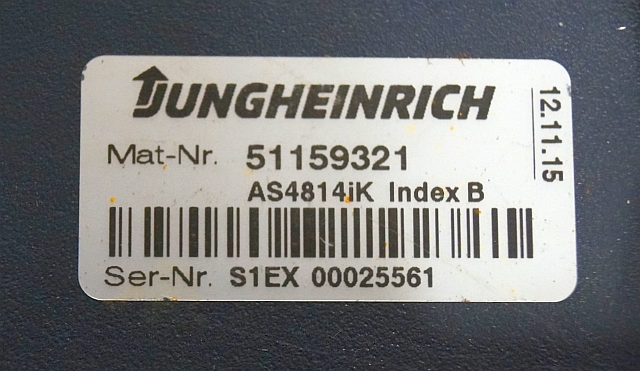 JUNGHEINRICH
12.11.15
Mat-Nr. 51159321
AS4814iK Index B
Ser-Nr. S1EX 00025561